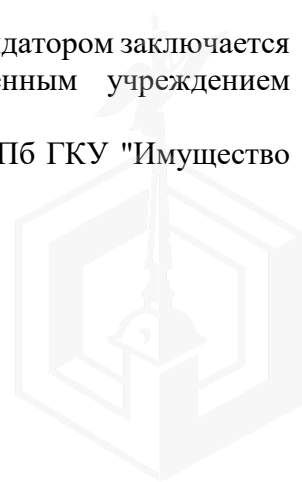 датором заключается
енным учреждением
Пб ГКУ "Имущество